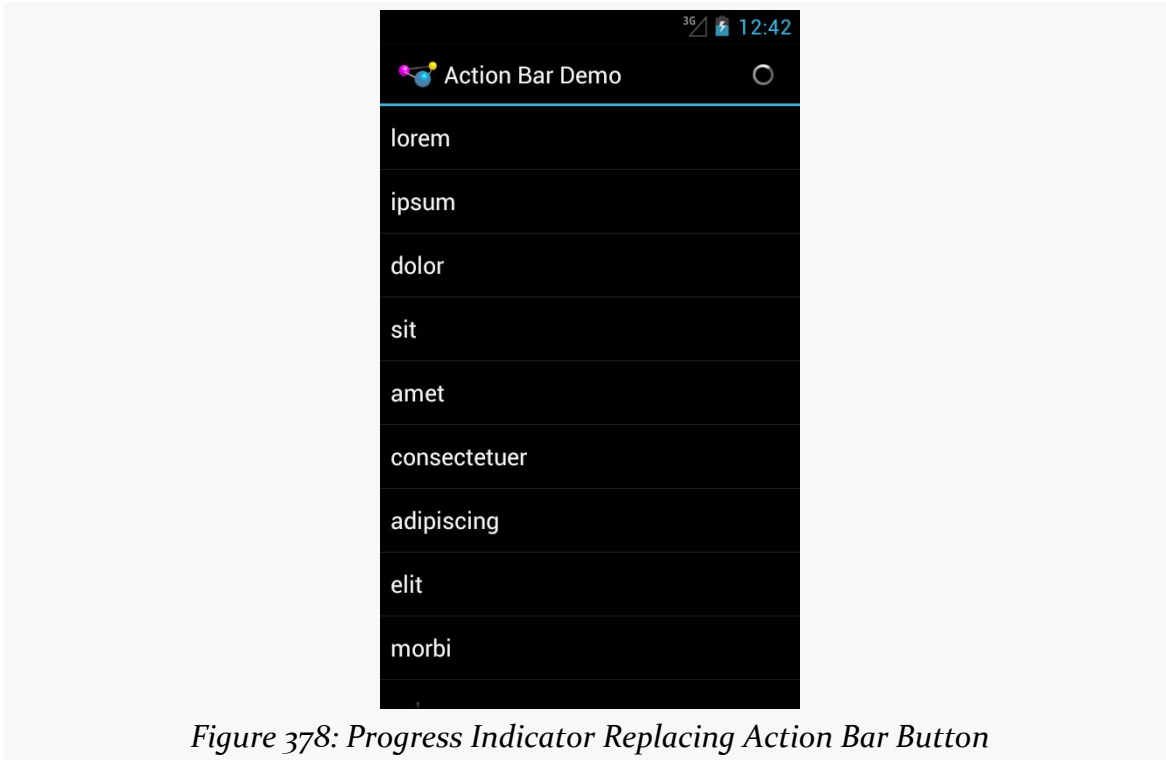 3G 12:42
Action Bar Demo
lorem
ipsum
dolor
sit
amet
consectetuer
adipiscing
elit
morbi
Figure 378: Progress Indicator Replacing Action Bar Button